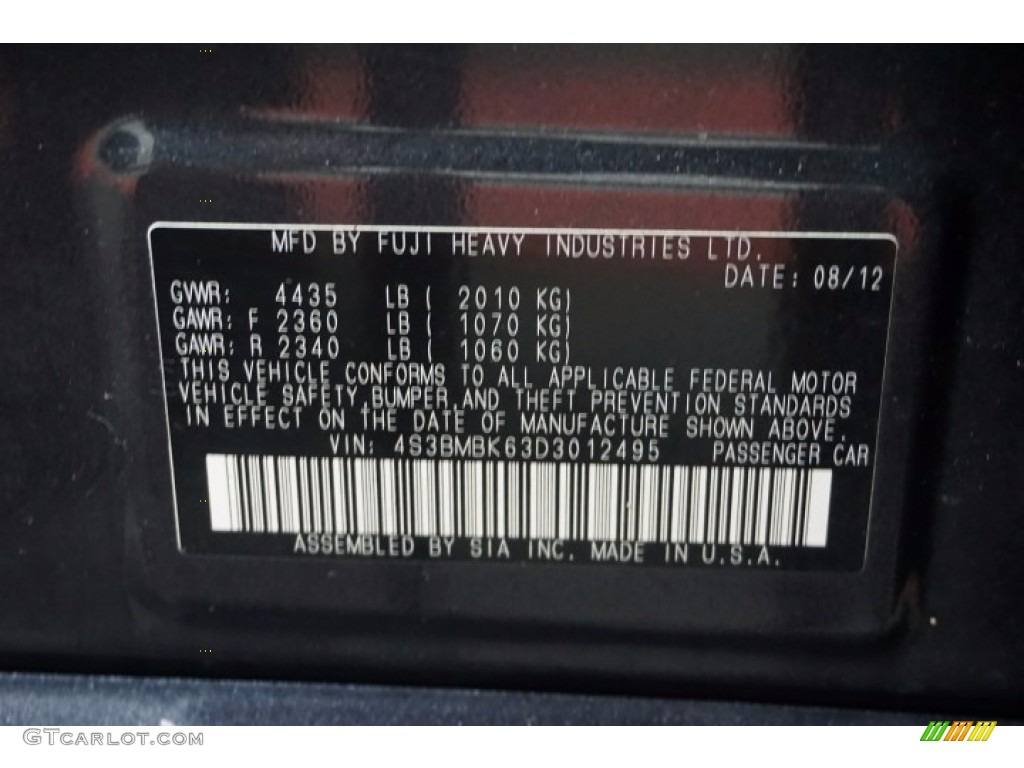 MFD BY FUJI HEAVY INDUSTRIES LTD.
DATE: 08/12
GVWR: 4435 LB ( 2010 KG)
GAWR: F 2360 LB ( 1070 KG)
GAWR: R 2340 LB ( 1060 KG)
THIS VEHICLE CONFORMS TO ALL APPLICABLE FEDERAL MOTOR
VEHICLE SAFETY, BUMPER, AND THEFT PREVENTION STANDARDS
IN EFFECT ON THE DATE OF MANUFACTURE SHOWN ABOVE.
VIN: 4S3BMBK63D3012495 PASSENGER CAR
ASSEMBLED BY SIA INC. MADE IN U.S.A.
GTCarLot.com